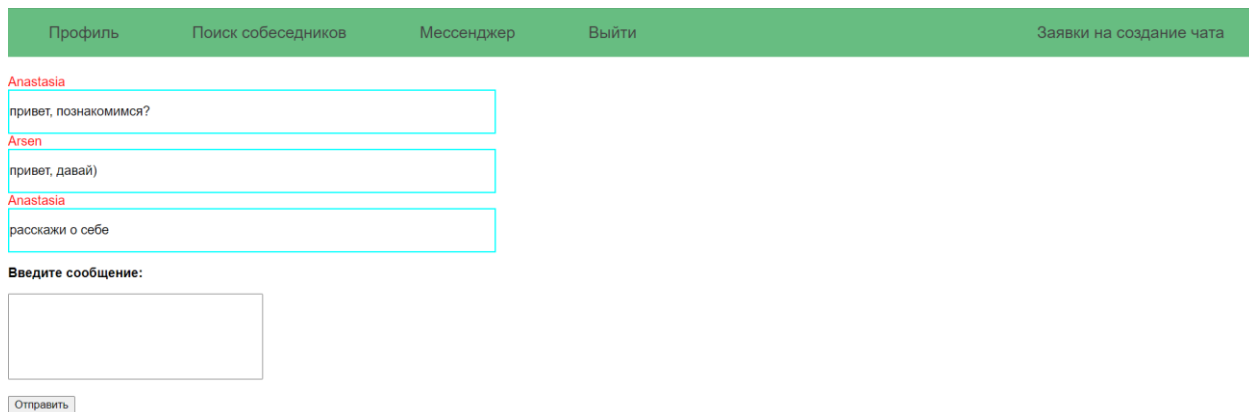 Профиль Поиск собеседников Мессенджер Выйти Заявки на создание чата
Anastasia
привет, познакомимся?
Arsen
привет, давай)
Anastasia
расскажи о себе
Введите сообщение:
Отправить